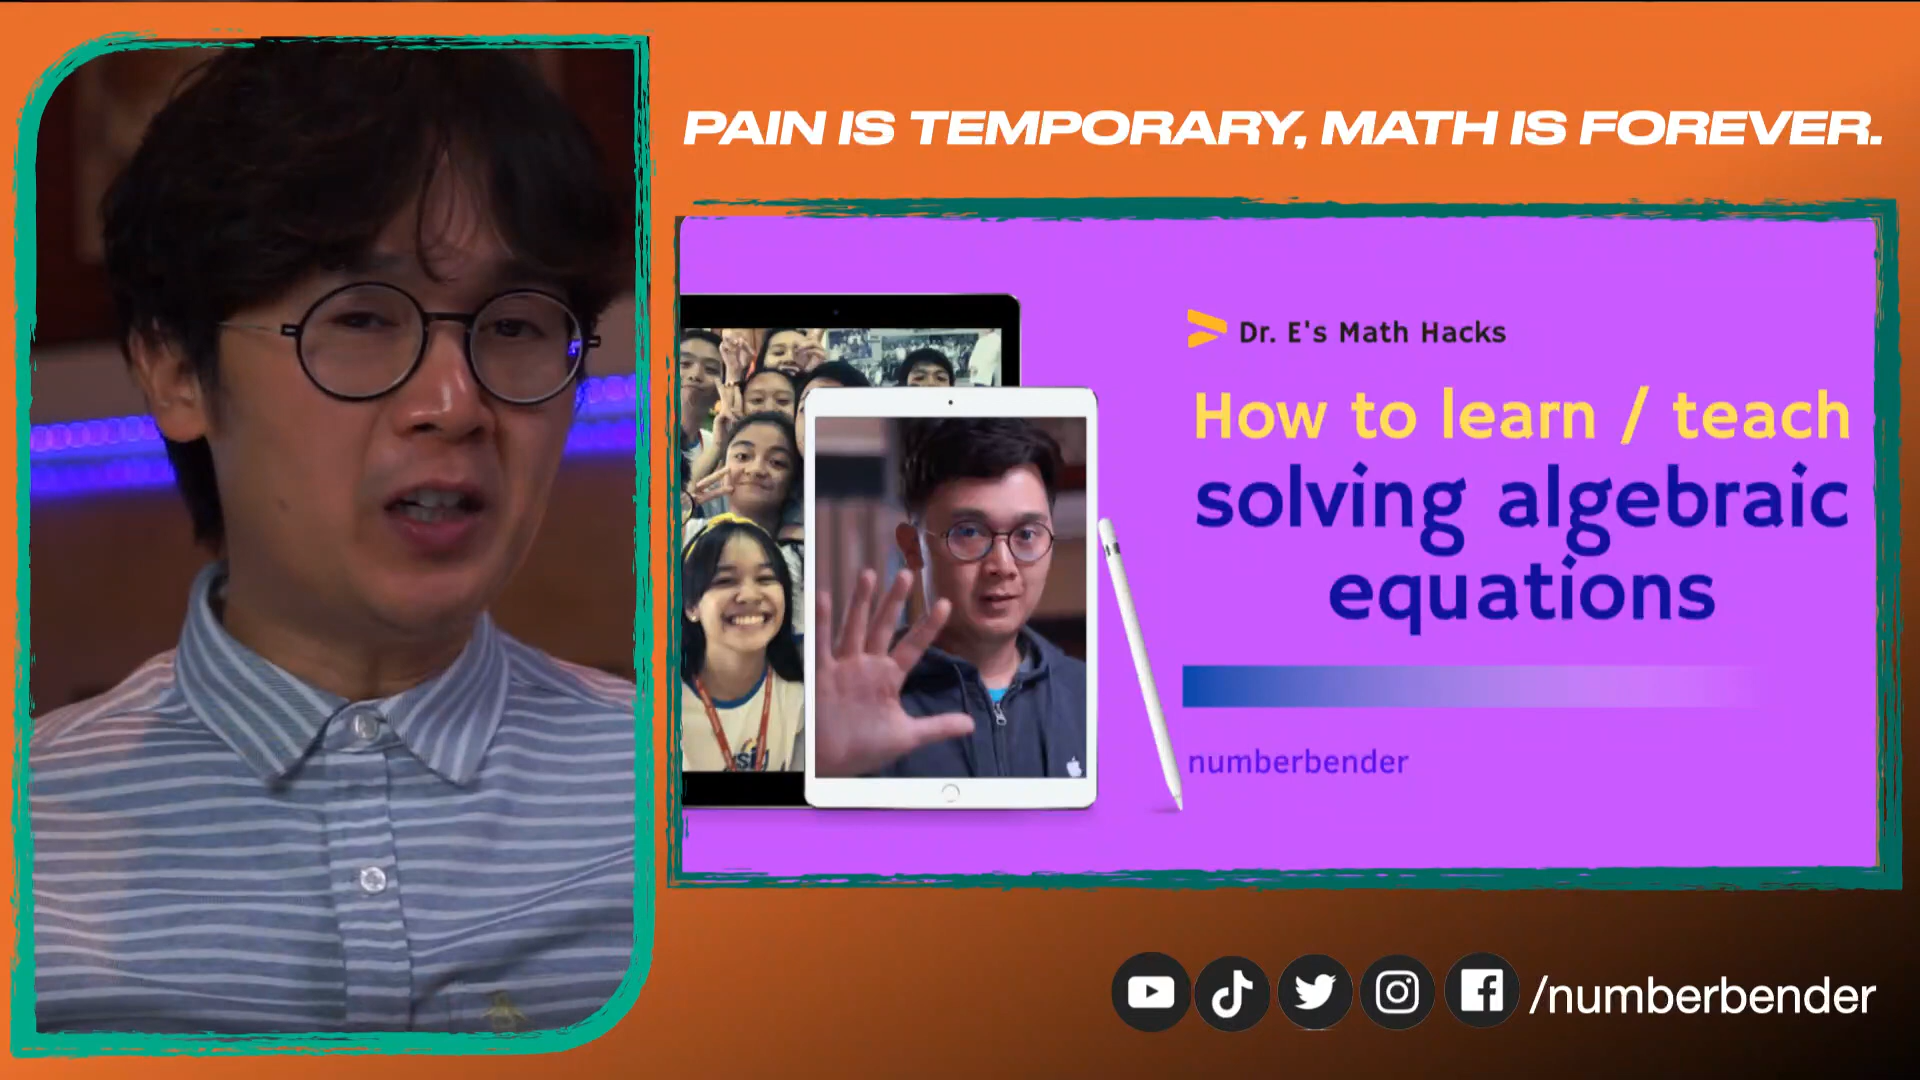 PAIN IS TEMPORARY, MATH IS FOREVER.
Dr. E's Math Hacks
How to learn / teach
solving algebraic
equations
numberbender
/numberbender